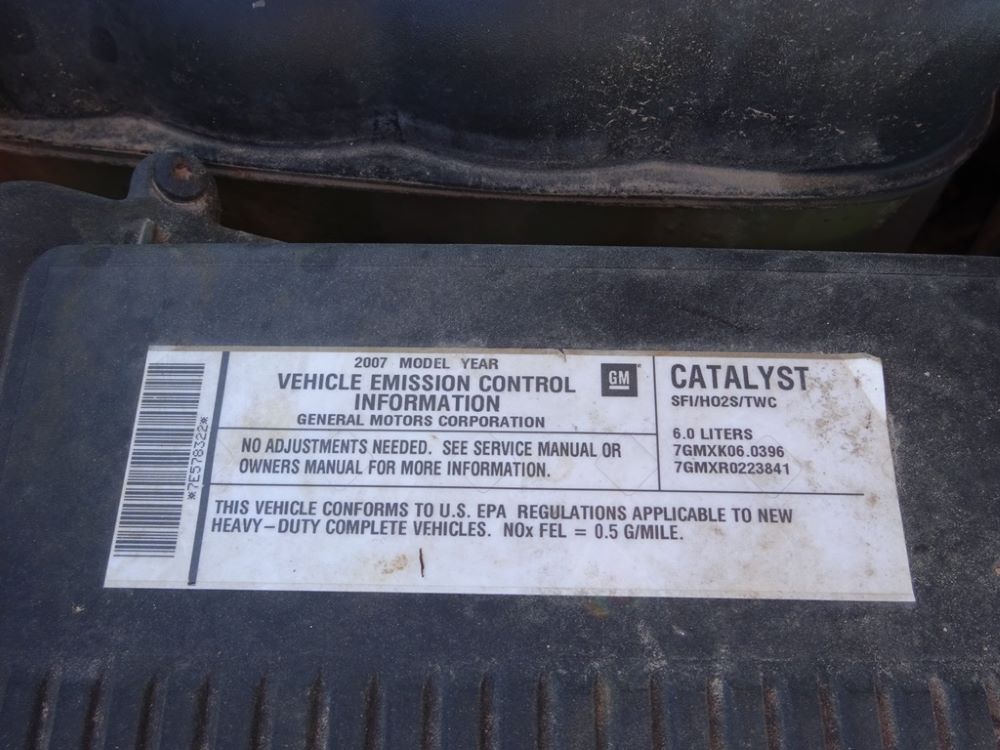 *7E578322*
2007 MODEL YEAR
VEHICLE EMISSION CONTROL
INFORMATION
GENERAL MOTORS CORPORATION
GM
NO ADJUSTMENTS NEEDED. SEE SERVICE MANUAL OR
OWNERS MANUAL FOR MORE INFORMATION.
CATALYST
SFI/HO2S/TWC
6.0 LITERS
7GMXK06.0396
7GMXR0223841
THIS VEHICLE CONFORMS TO U.S. EPA REGULATIONS APPLICABLE TO NEW
HEAVY-DUTY COMPLETE VEHICLES. NOx FEL = 0.5 G/MILE.